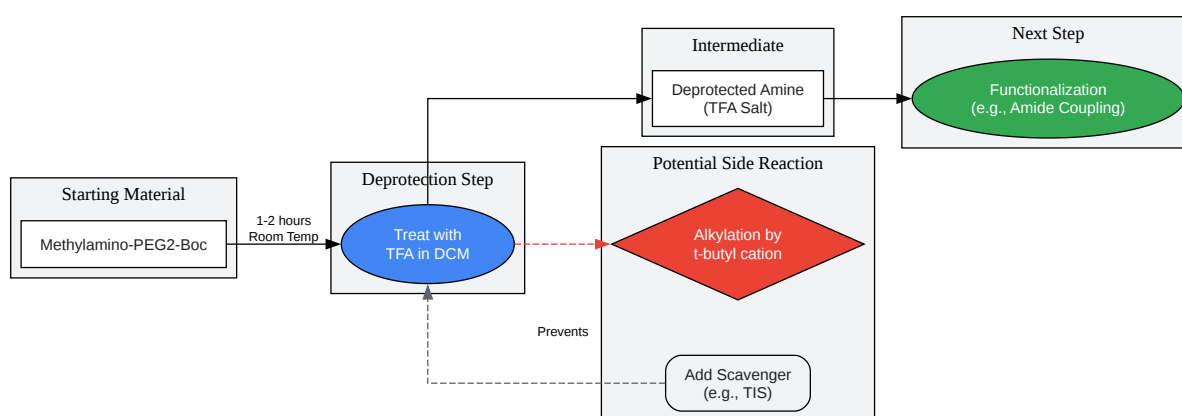 Starting Material
Methylamino-PEG2-Boc
1-2 hours
Room Temp
Deprotection Step
Treat with
TFA in DCM
Intermediate
Deprotected Amine
(TFA Salt)
Next Step
Functionalization
(e.g., Amide Coupling)
Potential Side Reaction
Alkylation by
t-butyl cation
Prevents
Add Scavenger
(e.g., TIS)